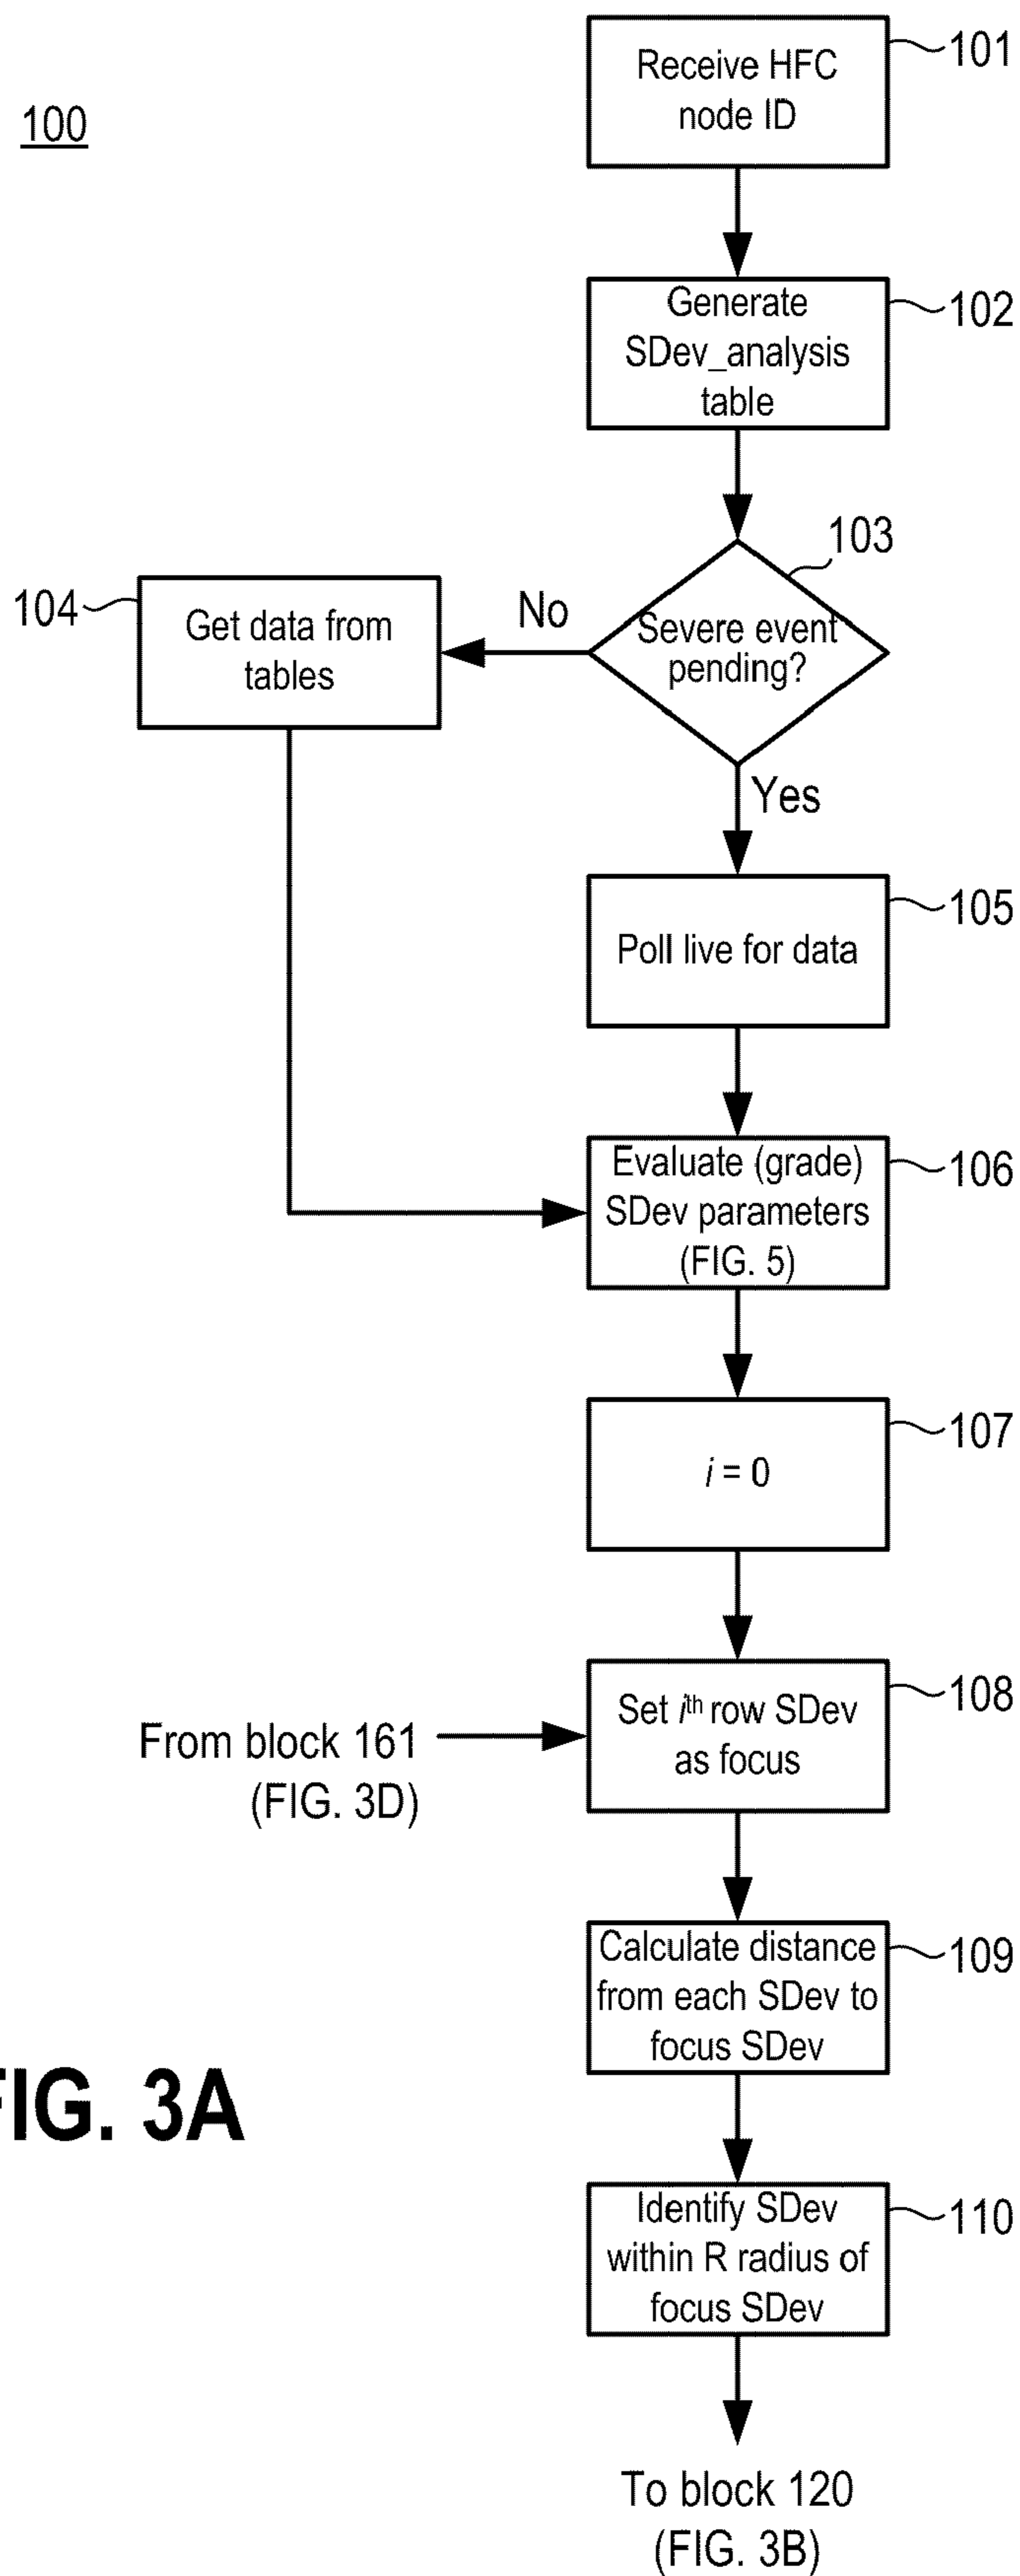 100
Receive HFC
node ID
101
Generate
SDev_analysis
table
102
103
Severe event
pending?
No
104
Get data from
tables
Yes
Poll live for data
105
Evaluate (grade)
SDev parameters
(FIG. 5)
106
i = 0
107
Set ith row SDev
as focus
108
From block 161
(FIG. 3D)
Calculate distance
from each SDev to
focus SDev
109
FIG. 3A
Identify SDev
within R radius of
focus SDev
110
To block 120
(FIG. 3B)